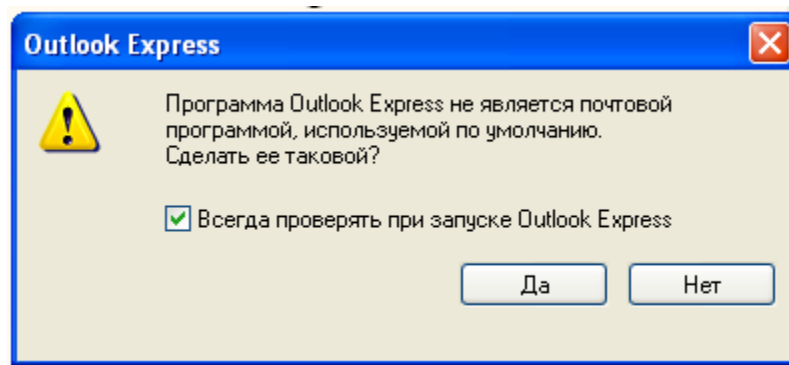 Outlook Express
Программа Outlook Express не является почтовой
программой, используемой по умолчанию.
Сделать ее таковой?
Всегда проверять при запуске Outlook Express
Да
Нет